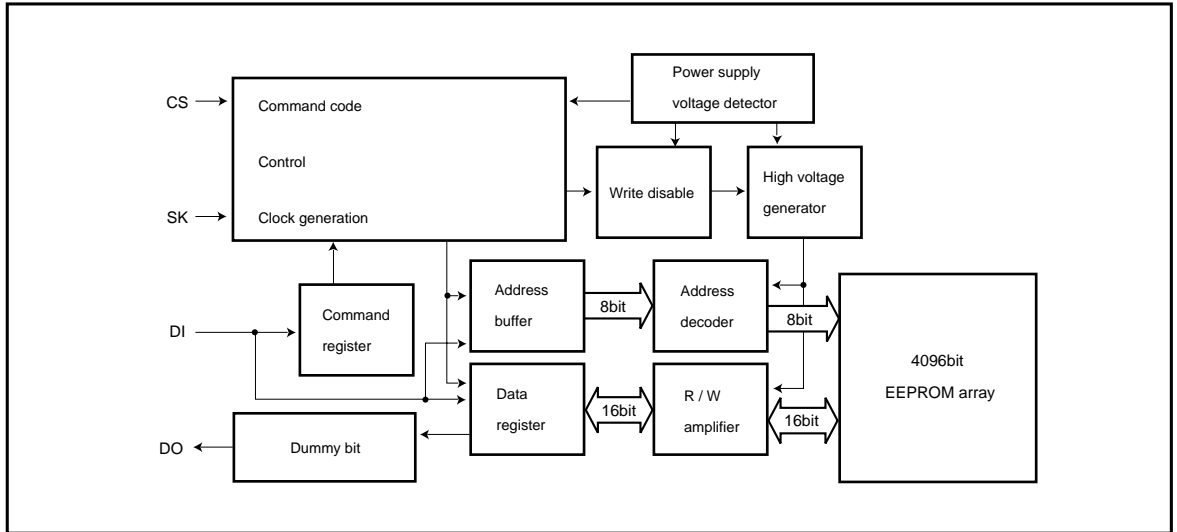 Power supply
voltage detector
CS
Command code
Control
Write disable
High voltage
generator
SK
Clock generation
Address
buffer
8bit
Address
decoder
8bit
DI
Command
register
4096bit
EEPROM array
Data
register
16bit
R / W
amplifier
16bit
DO
Dummy bit